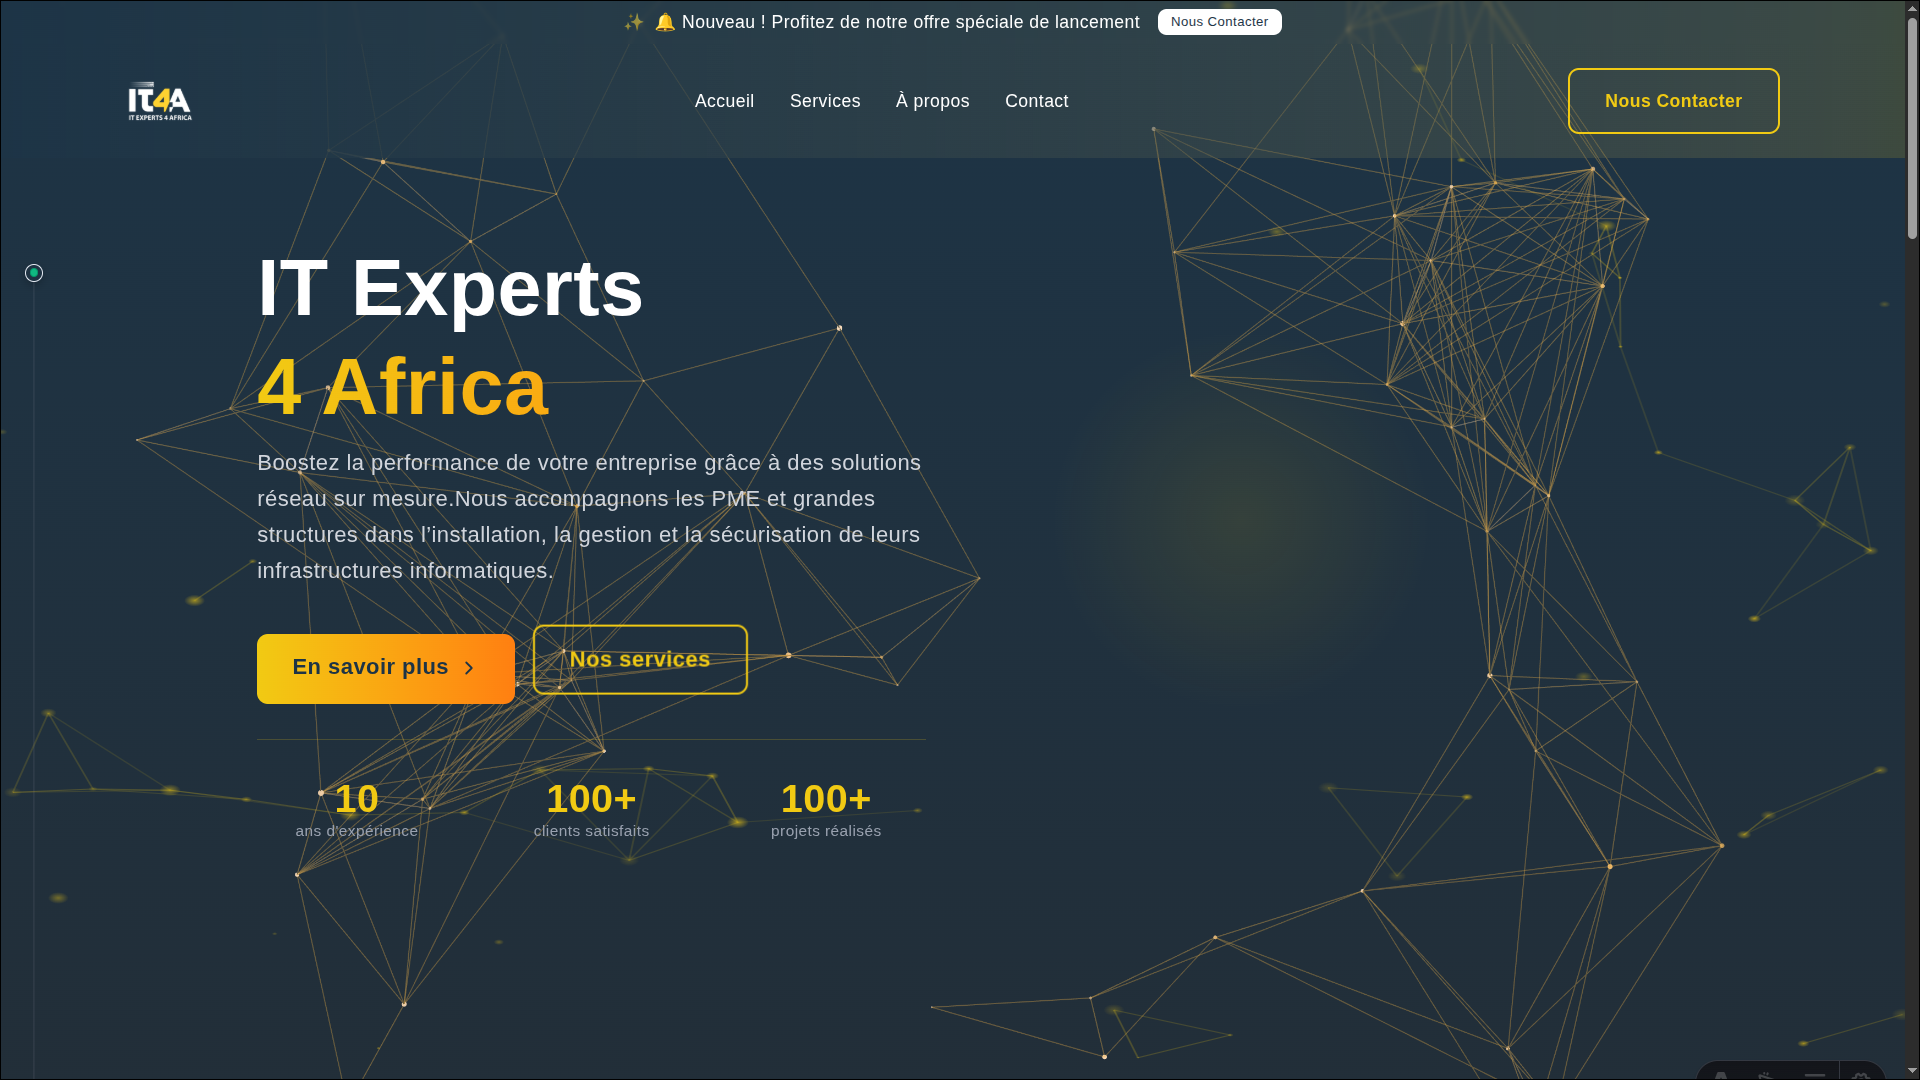 ✨ 🔔 Nouveau ! Profitez de notre offre spéciale de lancement
Nous Contacter
IT4A
IT EXPERTS 4 AFRICA
Accueil
Services
À propos
Contact
Nous Contacter
IT Experts
4 Africa
Boostez la performance de votre entreprise grâce à des solutions
réseau sur mesure.Nous accompagnons les PME et grandes
structures dans l’installation, la gestion et la sécurisation de leurs
infrastructures informatiques.
En savoir plus
Nos services
10
ans d'expérience
100+
clients satisfaits
100+
projets réalisés